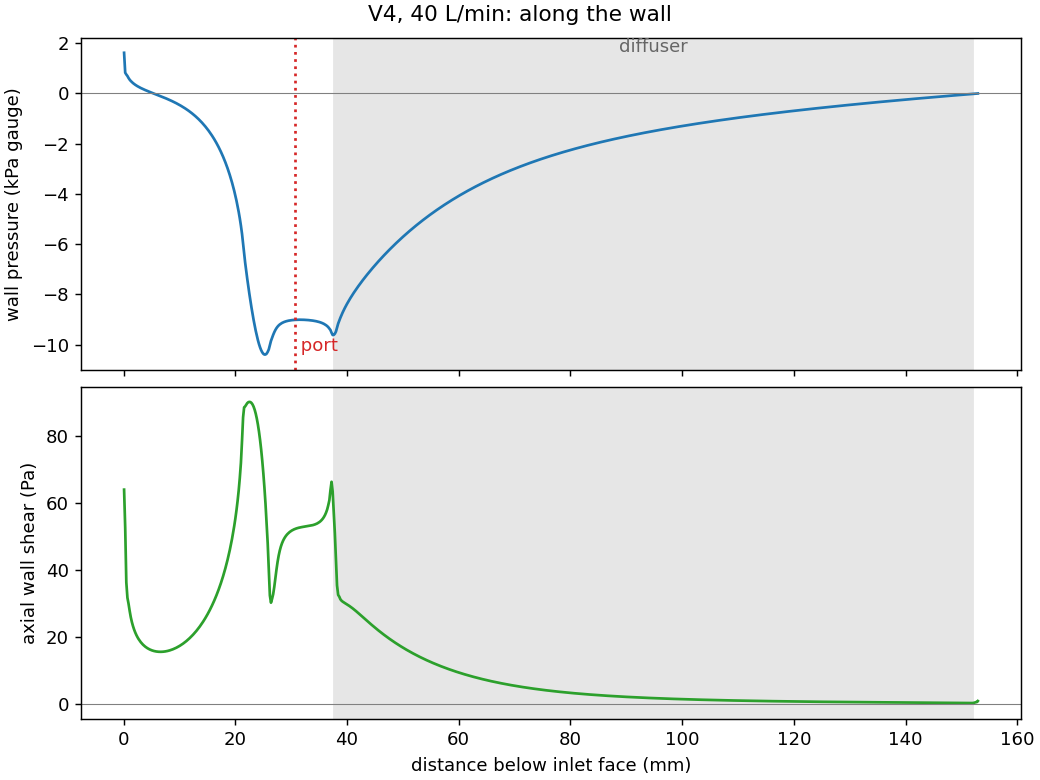 V4, 40 L/min: along the wall
diffuser
wall pressure (kPa gauge)
2
0
−2
−4
−6
−8
−10
port
axial wall shear (Pa)
80
60
40
20
0
0 20 40 60 80 100 120 140 160
distance below inlet face (mm)